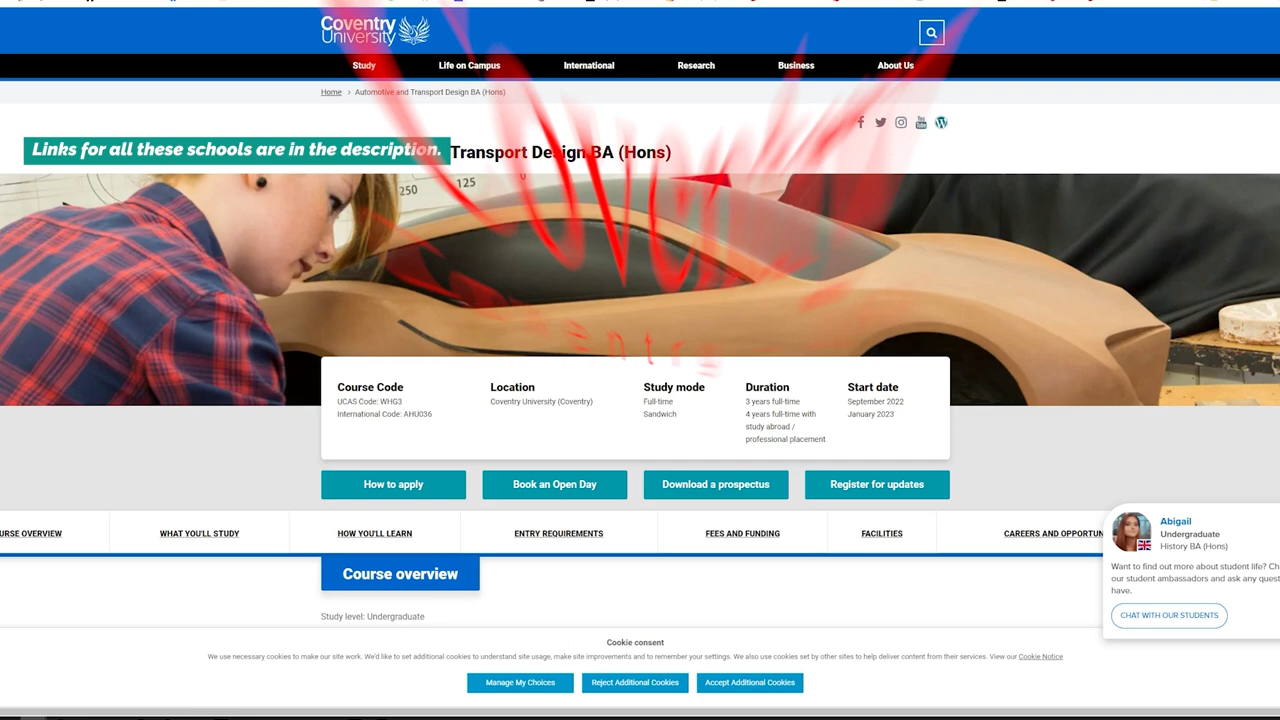 Coventry
University
Study
Life on Campus
International
Research
Business
About Us
Home › Automotive and Transport Design BA (Hons)
Links for all these schools are in the description.
Transport Design BA (Hons)
250
125
Course Code
UCAS Code: WHG3
International Code: AHU036
Location
Coventry University (Coventry)
Study mode
Full-time
Sandwich
Duration
3 years full-time
4 years full-time with
study abroad /
professional placement
Start date
September 2022
January 2023
How to apply
Book an Open Day
Download a prospectus
Register for updates
URSE OVERVIEW
WHAT YOU'LL STUDY
HOW YOU'LL LEARN
ENTRY REQUIREMENTS
FEES AND FUNDING
FACILITIES
CAREERS AND OPPORTUN
Abigail
Undergraduate
History BA (Hons)
Want to find out more about student life? Ch
our student ambassadors and ask any quest
have.
CHAT WITH OUR STUDENTS
Course overview
Study level: Undergraduate
Cookie consent
We use necessary cookies to make our site work. We'd like to set additional cookies to understand site usage, make site improvements and to remember your settings. We also use cookies set by other sites to help deliver content from their services. View our Cookie Notice
Manage My Choices
Reject Additional Cookies
Accept Additional Cookies